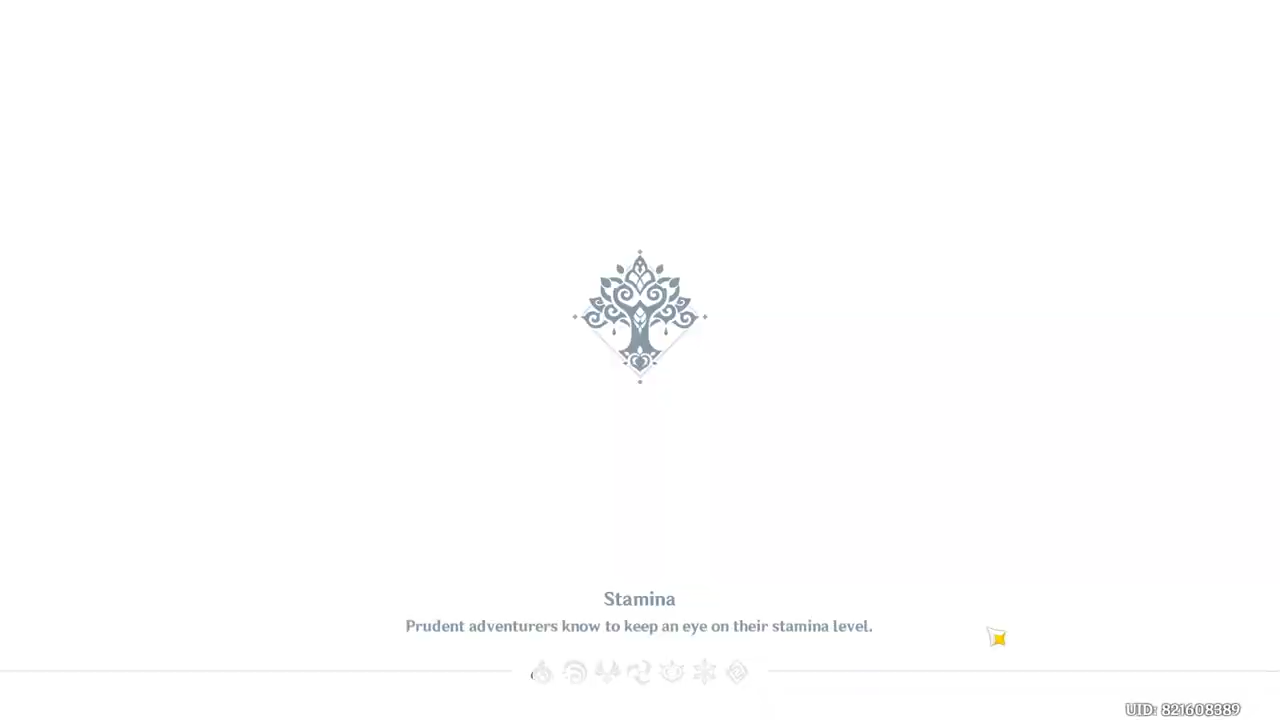 Stamina
Prudent adventurers know to keep an eye on their stamina level.
UID: 821608389